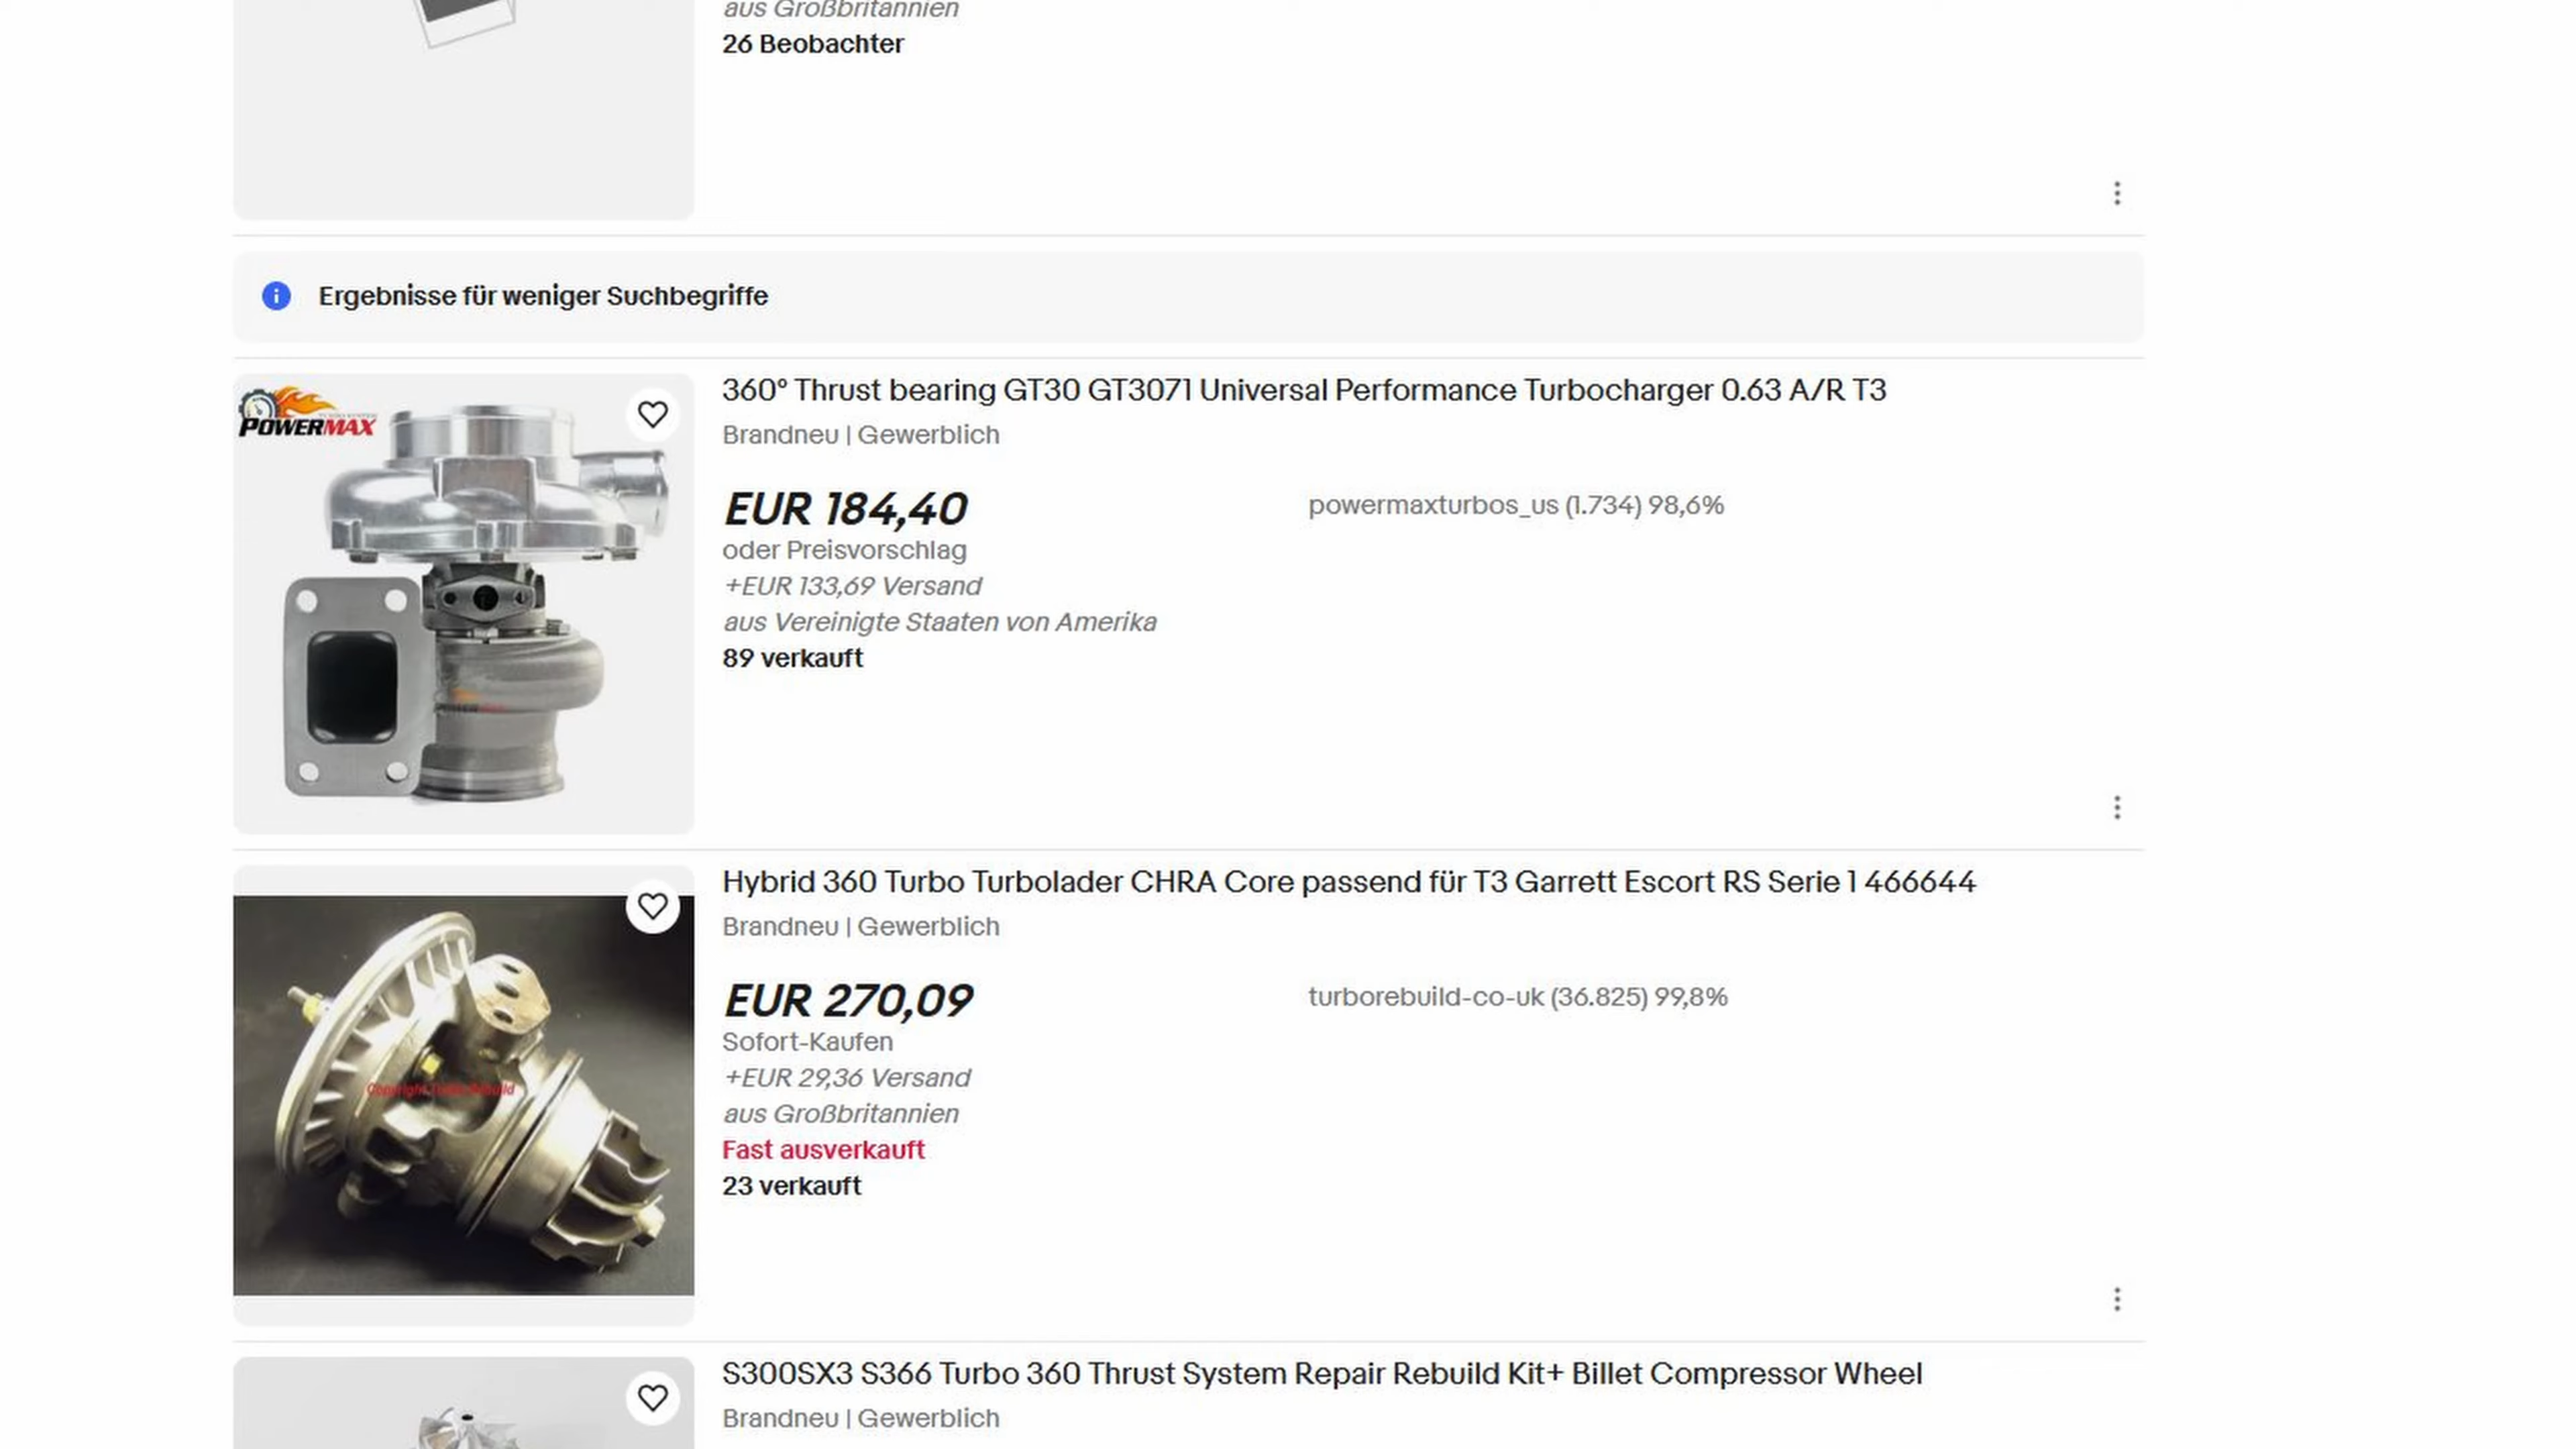 aus Großbritannien
26 Beobachter
Ergebnisse für weniger Suchbegriffe
POWERMAX
360° Thrust bearing GT30 GT3071 Universal Performance Turbocharger 0.63 A/R T3
Brandneu | Gewerblich
EUR 184,40
powermaxturbos_us (1.734) 98,6%
oder Preisvorschlag
+EUR 133,69 Versand
aus Vereinigte Staaten von Amerika
89 verkauft
Hybrid 360 Turbo Turbolader CHRA Core passend für T3 Garrett Escort RS Serie 1 466644
Brandneu | Gewerblich
EUR 270,09
turborebuild-co-uk (36.825) 99,8%
Sofort-Kaufen
+EUR 29,36 Versand
aus Großbritannien
Fast ausverkauft
23 verkauft
Copyright Turbo Rebuild
S300SX3 S366 Turbo 360 Thrust System Repair Rebuild Kit+ Billet Compressor Wheel
Brandneu | Gewerblich